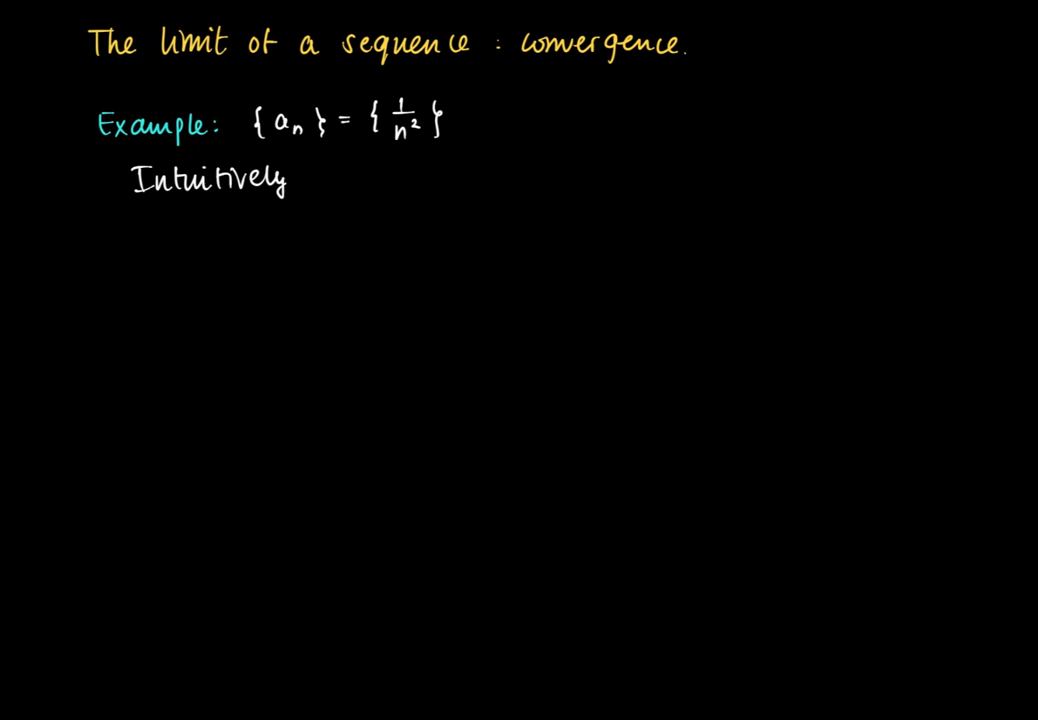 The limit of a sequence : convergence.
Example: { aₙ } = { 1/n² }
Intuitively